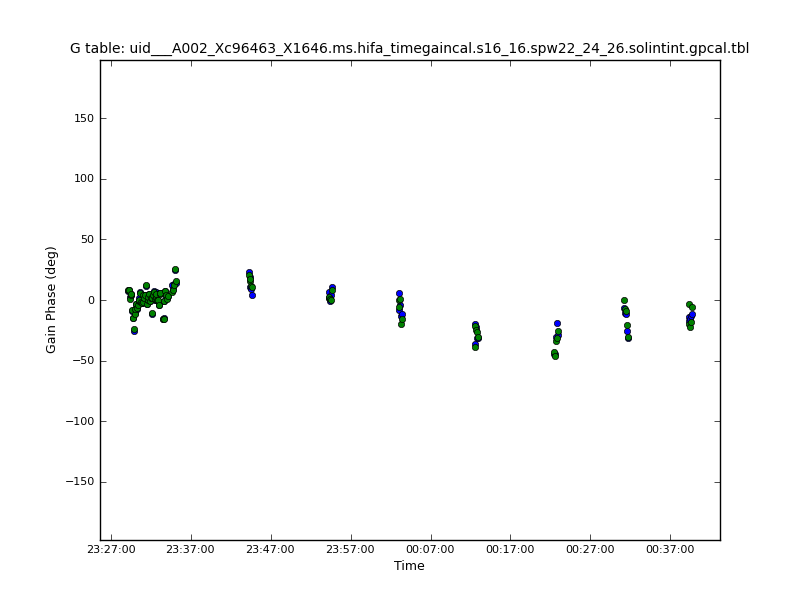 G table: uid___A002_Xc96463_X1646.ms.hifa_timegaincal.s16_16.spw22_24_26.solintint.gpcal.tbl
150
100
50
0
−50
−100
−150
Gain Phase (deg)
23:27:00 23:37:00 23:47:00 23:57:00 00:07:00 00:17:00 00:27:00 00:37:00
Time